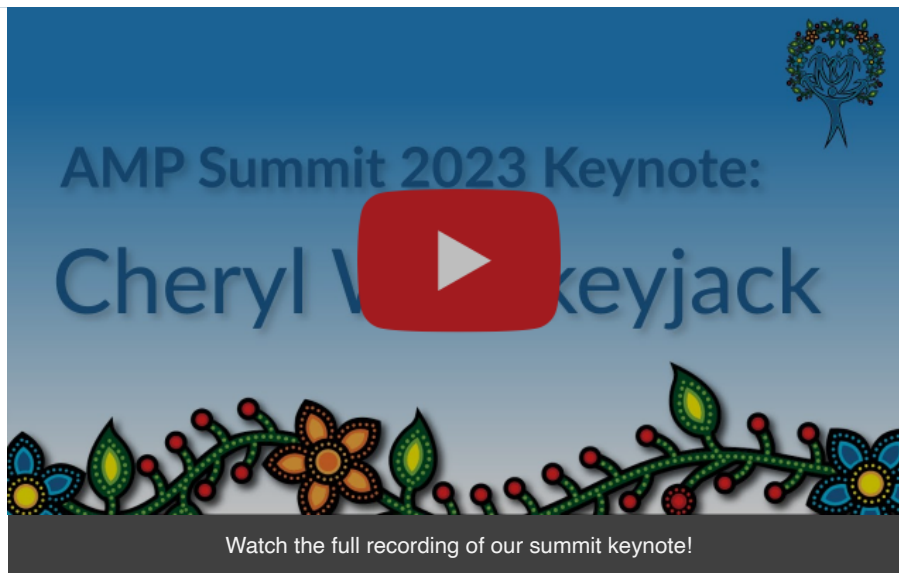 AMP Summit 2023 Keynote:
Cheryl
Watch the full recording of our summit keynote!